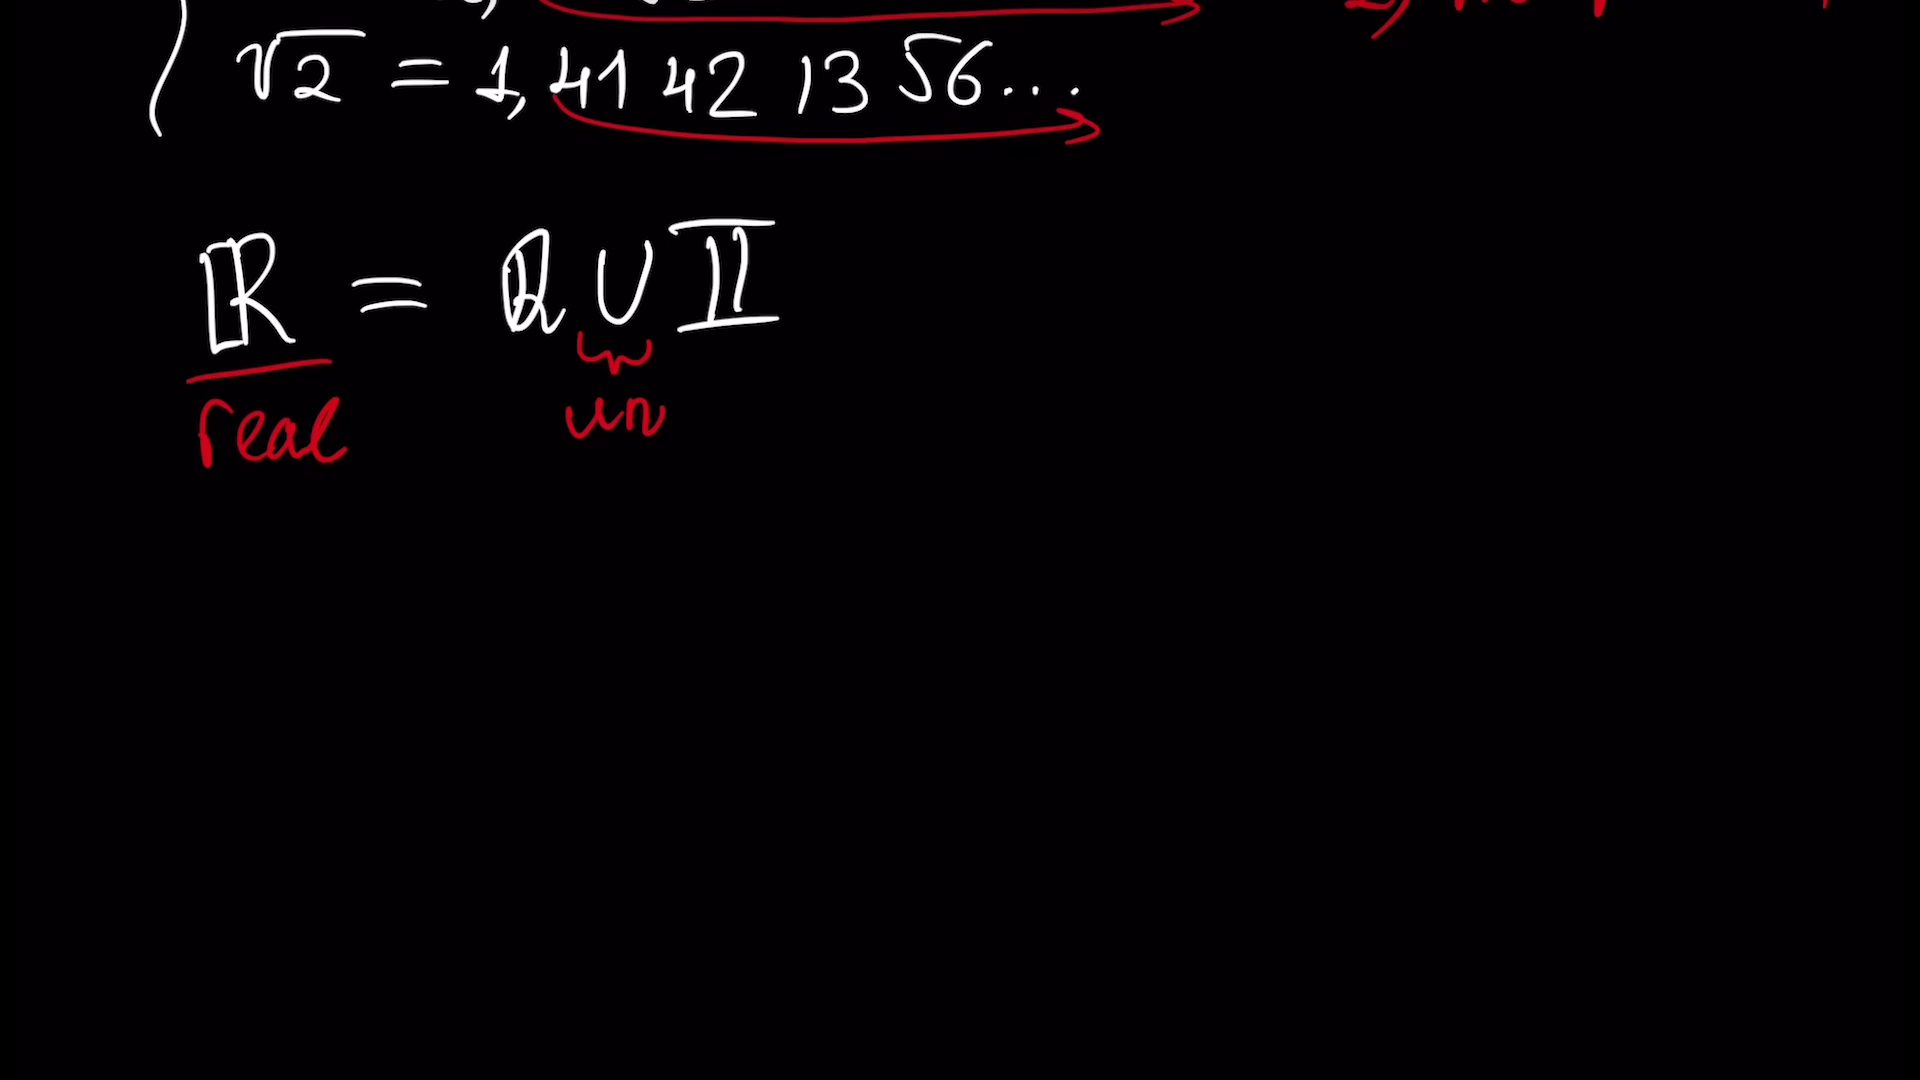 √2 = 1,41 42 13 56...
ℝ = ℚ ∪ 𝕀
real un